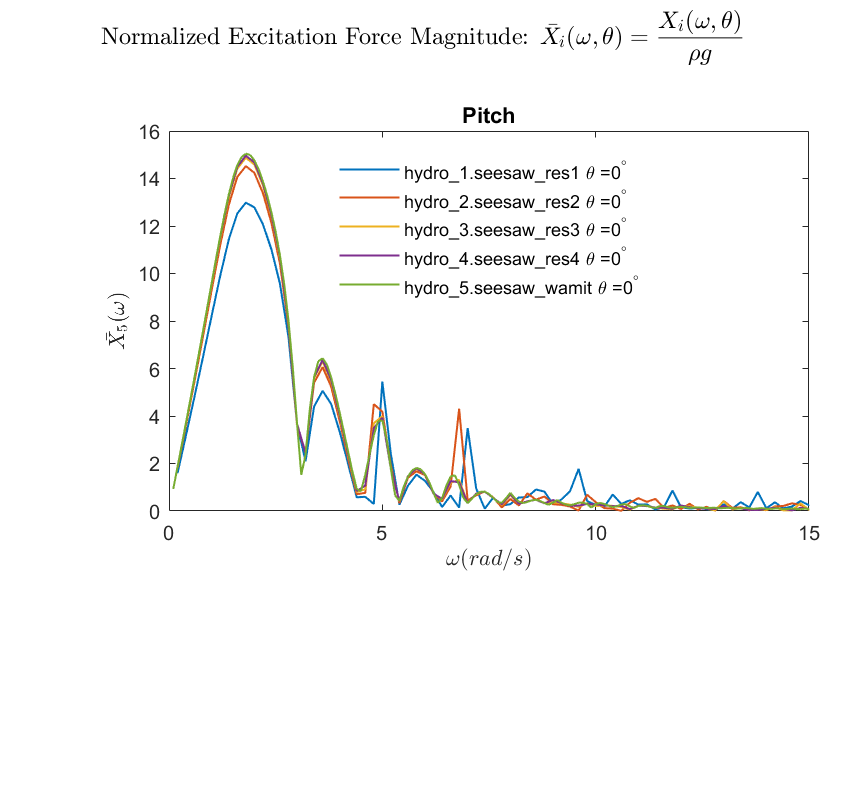 Normalized Excitation Force Magnitude: X̄ᵢ(ω, θ) = Xᵢ(ω, θ) / ρg
Pitch
16
14
12
10
8
6
4
2
0
X̄₅(ω)
hydro_1.seesaw_res1 θ =0°
hydro_2.seesaw_res2 θ =0°
hydro_3.seesaw_res3 θ =0°
hydro_4.seesaw_res4 θ =0°
hydro_5.seesaw_wamit θ =0°
0 5 10 15
ω(rad/s)